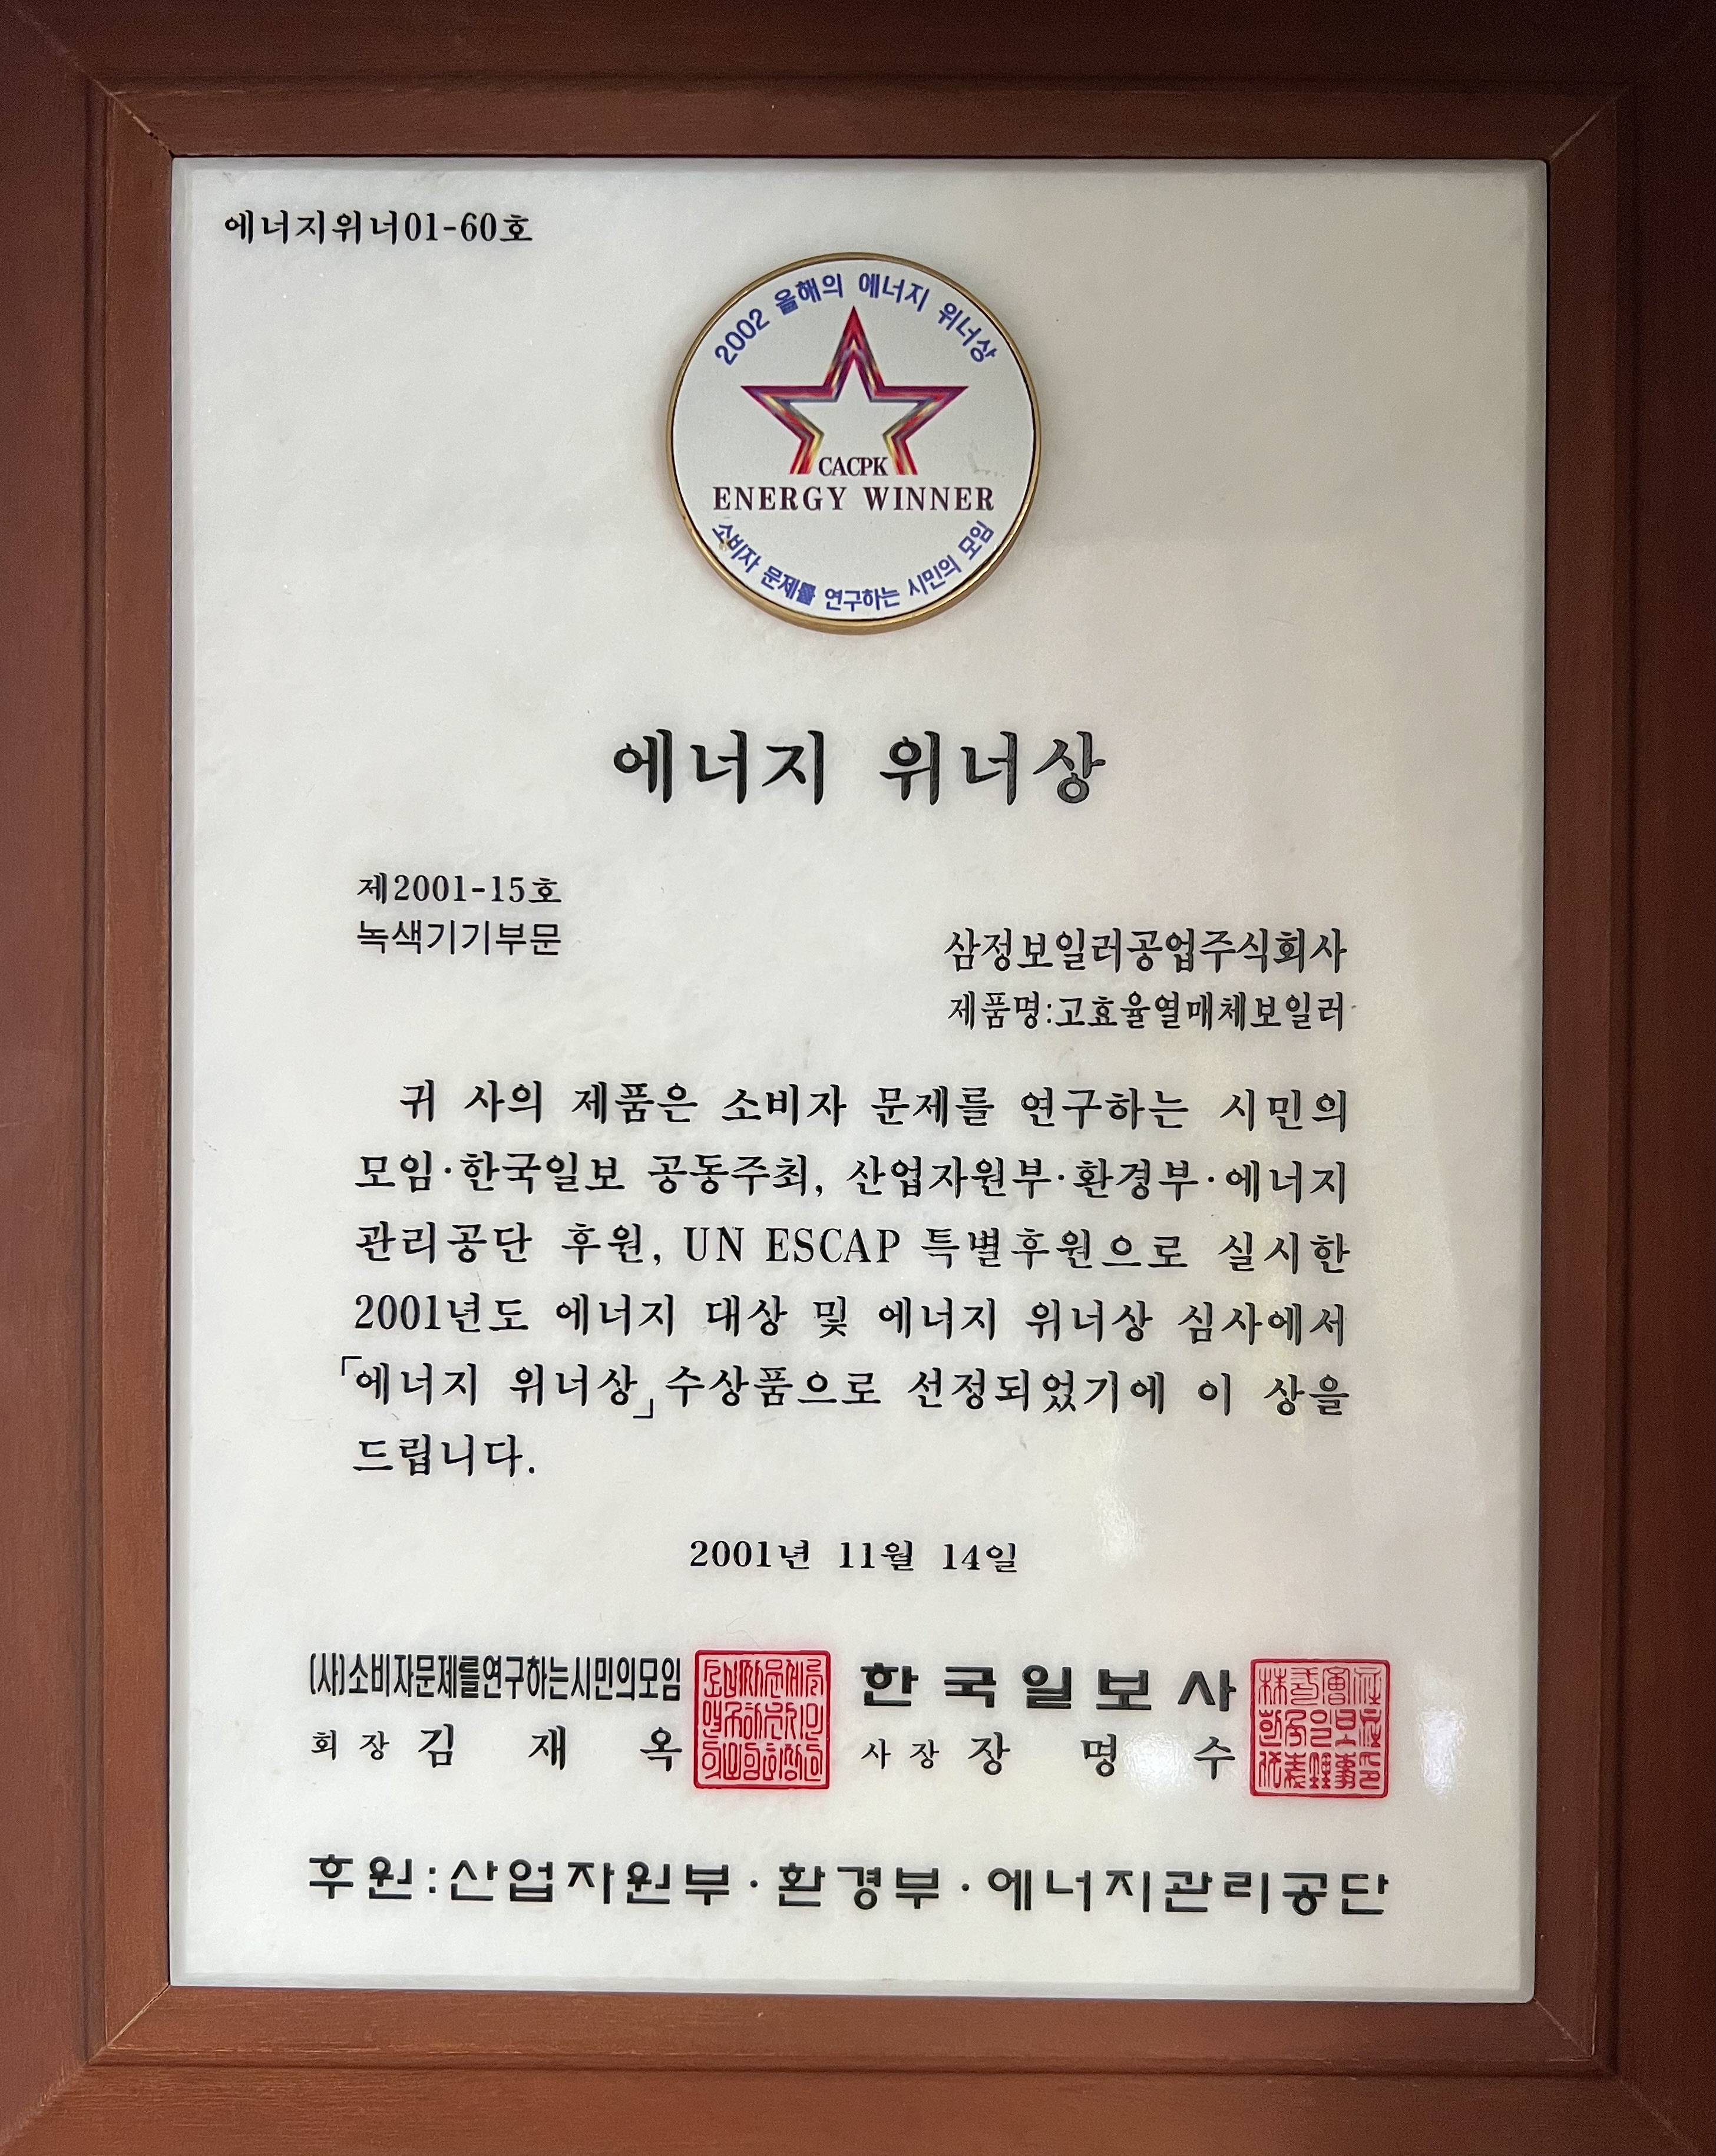 에너지위너01-60호
2002 올해의 에너지 위너상
CACPK
ENERGY WINNER
소비자 문제를 연구하는 시민의 모임
에너지 위너상
제2001-15호
녹색기기부문
삼정보일러공업주식회사
제품명:고효율열매체보일러
귀 사의 제품은 소비자 문제를 연구하는 시민의
모임·한국일보 공동주최, 산업자원부·환경부·에너지
관리공단 후원, UN ESCAP 특별후원으로 실시한
2001년도 에너지 대상 및 에너지 위너상 심사에서
「에너지 위너상」수상품으로 선정되었기에 이 상을
드립니다.
2001년 11월 14일
(사)소비자문제를연구하는시민의모임
회장 김재옥
한국일보사
사장 장명수
후원:산업자원부·환경부·에너지관리공단